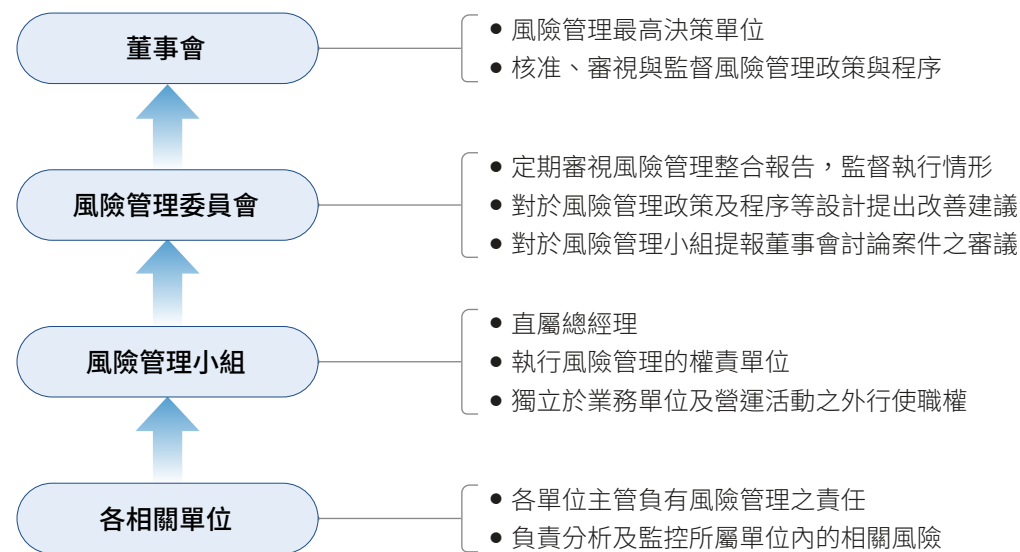 董事會
● 風險管理最高決策單位
● 核准、審視與監督風險管理政策與程序
風險管理委員會
● 定期審視風險管理整合報告，監督執行情形
● 對於風險管理政策及程序等設計提出改善建議
● 對於風險管理小組提報董事會討論案件之審議
風險管理小組
● 直屬總經理
● 執行風險管理的權責單位
● 獨立於業務單位及營運活動之外行使職權
各相關單位
● 各單位主管負有風險管理之責任
● 負責分析及監控所屬單位內的相關風險